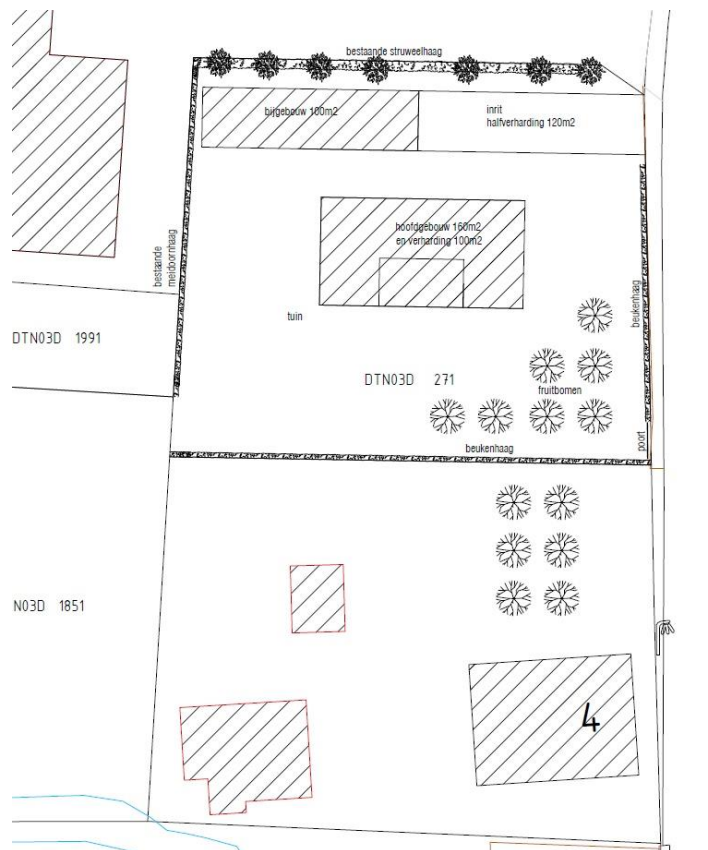 bestaande struweelhaag
bijgebouw 100m2
inrit
halfverharding 120m2
hoofdgebouw 160m2
en verharding 100m2
bestaande
meidoornhaag
beukenhaag
tuin
DTN03D 1991
DTN03D 271
fruitbomen
beukenhaag
poort
N03D 1851
4